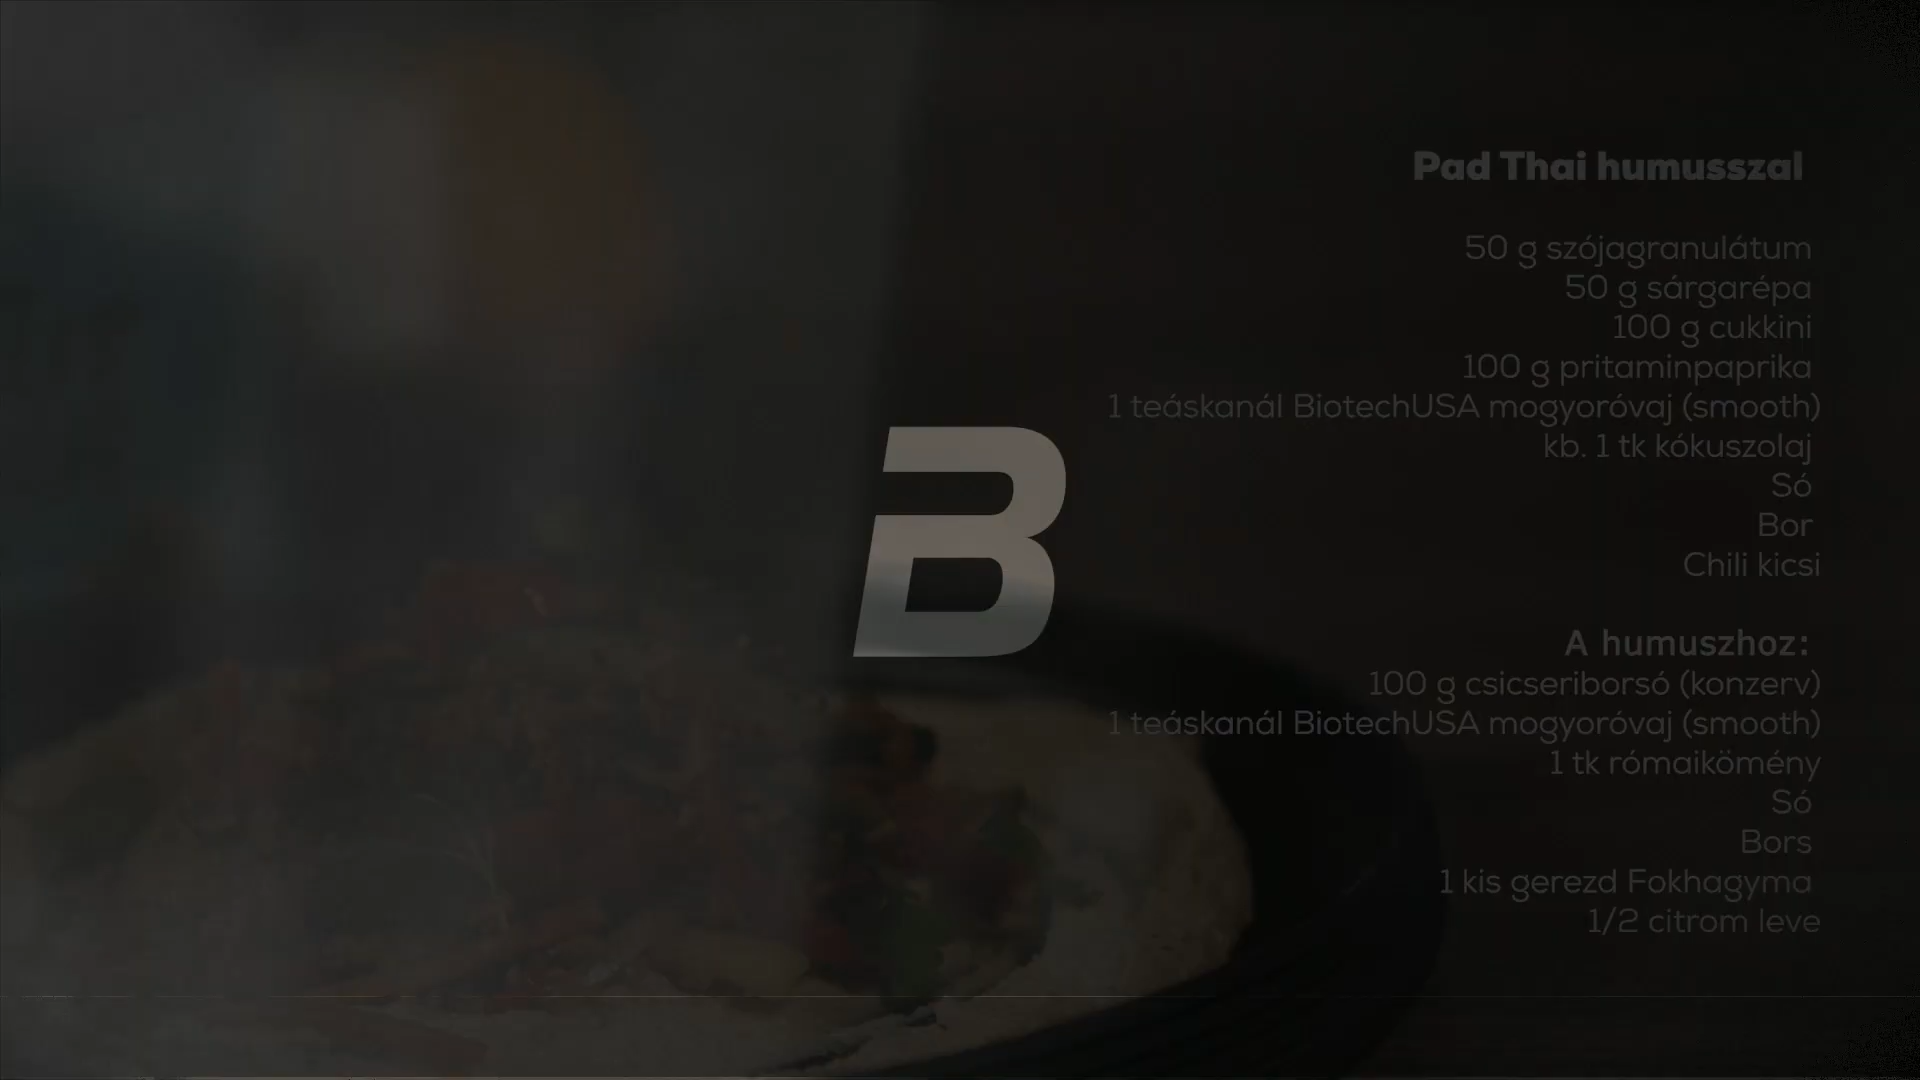 Pad Thai humusszal
50 g szójagranulátum
50 g sárgarépa
100 g cukkini
100 g pritaminpaprika
1 teáskanál BiotechUSA mogyoróvaj (smooth)
kb. 1 tk kókuszolaj
Só
Bor
Chili kicsi
B
A humuszhoz:
100 g csicseriborsó (konzerv)
1 teáskanál BiotechUSA mogyoróvaj (smooth)
1 tk rómaikömény
Só
Bors
1 kis gerezd Fokhagyma
1/2 citrom leve